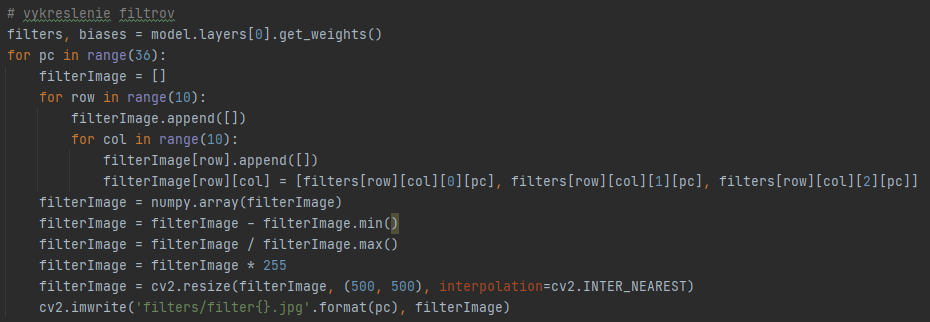 # vykreslenie filtrov
filters, biases = model.layers[0].get_weights()
for pc in range(36):
    filterImage = []
    for row in range(10):
        filterImage.append([])
        for col in range(10):
            filterImage[row].append([])
            filterImage[row][col] = [filters[row][col][0][pc], filters[row][col][1][pc], filters[row][col][2][pc]]
    filterImage = numpy.array(filterImage)
    filterImage = filterImage - filterImage.min()
    filterImage = filterImage / filterImage.max()
    filterImage = filterImage * 255
    filterImage = cv2.resize(filterImage, (500, 500), interpolation=cv2.INTER_NEAREST)
    cv2.imwrite('filters/filter{}.jpg'.format(pc), filterImage)